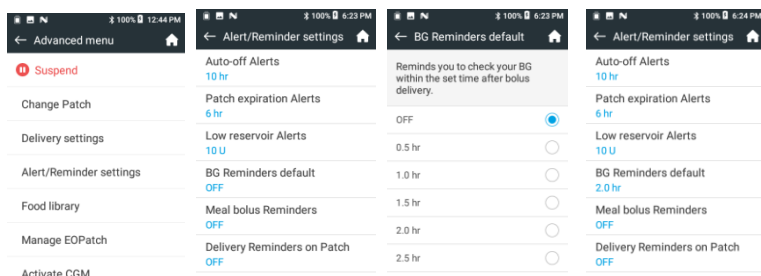 100% 12:44 PM
Advanced menu
Suspend
Change Patch
Delivery settings
Alert/Reminder settings
Food library
Manage EOPatch
Activate CGM
100% 6:23 PM
Alert/Reminder settings
Auto-off Alerts
10 hr
Patch expiration Alerts
6 hr
Low reservoir Alerts
10 U
BG Reminders default
OFF
Meal bolus Reminders
OFF
Delivery Reminders on Patch
OFF
100% 6:23 PM
BG Reminders default
Reminds you to check your BG
within the set time after bolus
delivery.
OFF
0.5 hr
1.0 hr
1.5 hr
2.0 hr
2.5 hr
100% 6:24 PM
Alert/Reminder settings
Auto-off Alerts
10 hr
Patch expiration Alerts
6 hr
Low reservoir Alerts
10 U
BG Reminders default
2.0 hr
Meal bolus Reminders
OFF
Delivery Reminders on Patch
OFF